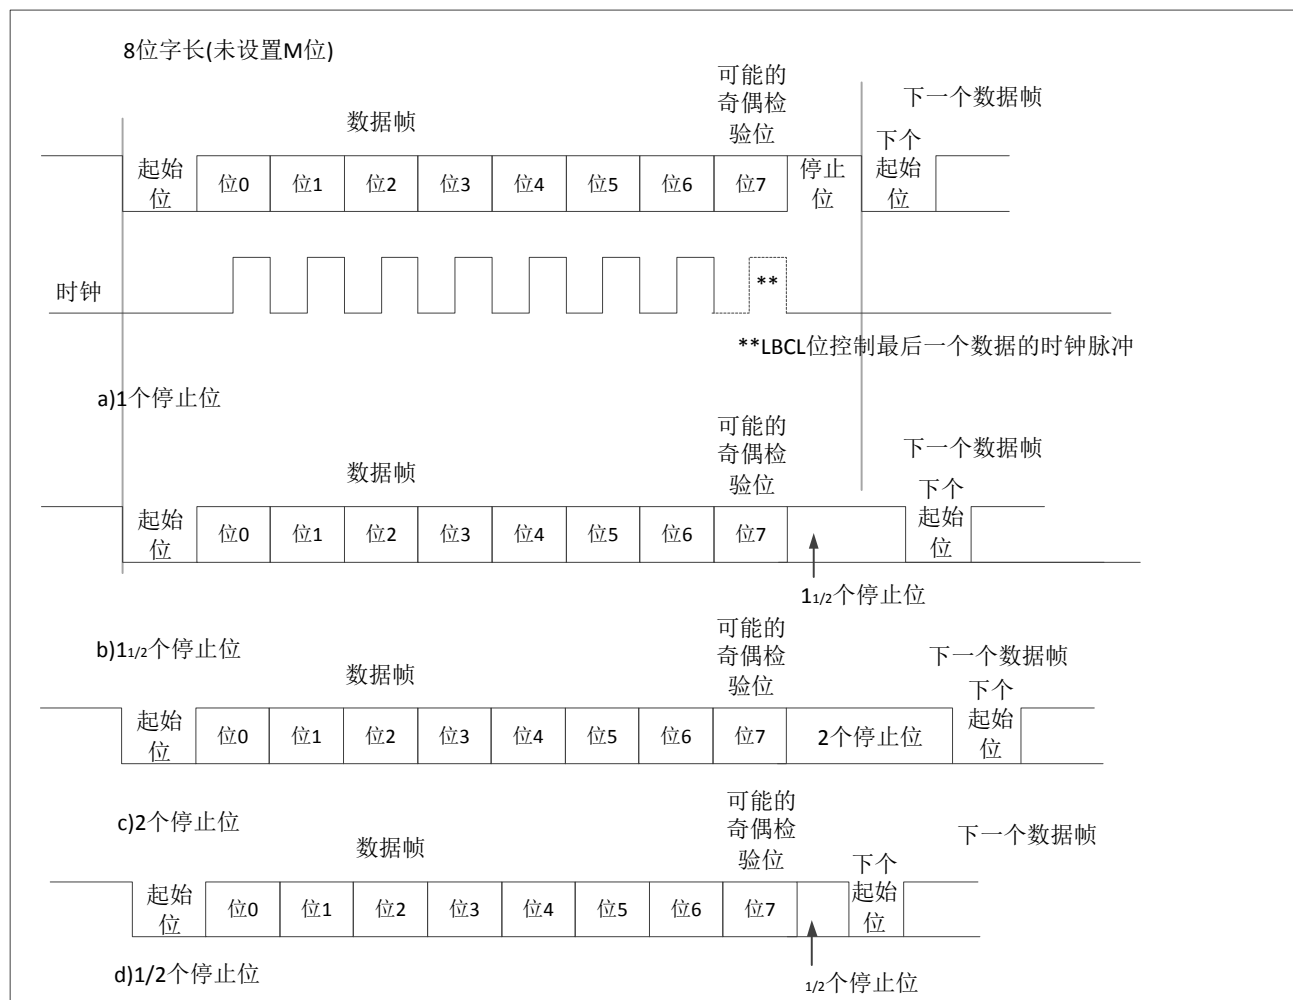 8位字长(未设置M位)
可能的
奇偶检
验位
下一个数据帧
数据帧
下个
起始位
起始
位
位0
位1
位2
位3
位4
位5
位6
位7
停止
位
时钟
**
**LBCL位控制最后一个数据的时钟脉冲
a)1个停止位
可能的
奇偶检
验位
下一个数据帧
数据帧
下个
起始位
起始
位
位0
位1
位2
位3
位4
位5
位6
位7
11/2个停止位
b)11/2个停止位
可能的
奇偶检
验位
下一个数据帧
数据帧
下个
起始位
起始
位
位0
位1
位2
位3
位4
位5
位6
位7
2个停止位
c)2个停止位
可能的
奇偶检
验位
下一个数据帧
数据帧
下个
起始位
起始
位
位0
位1
位2
位3
位4
位5
位6
位7
d)1/2个停止位
1/2个停止位